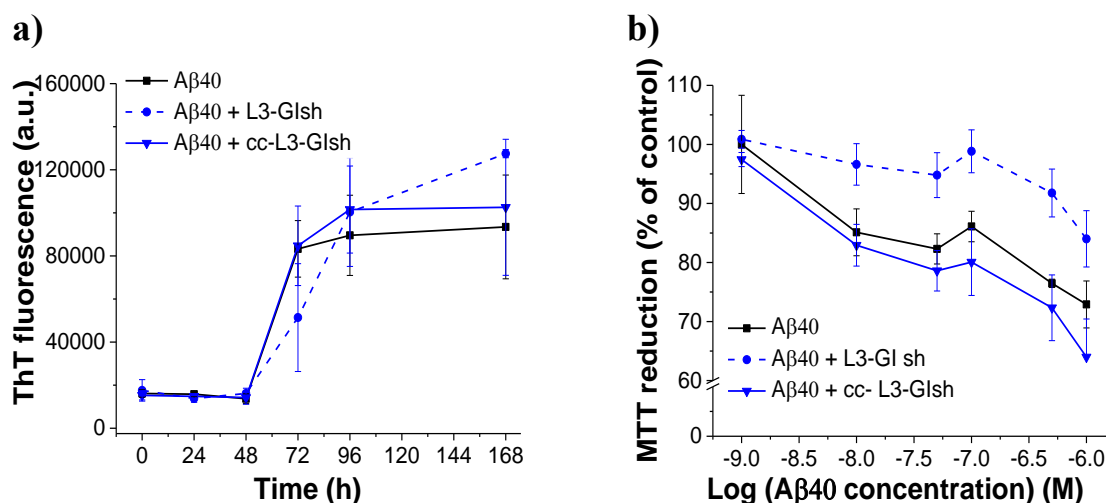 a)
ThT fluorescence (a.u.)
160000
120000
80000
40000
0
Aβ40
Aβ40 + L3-GIsh
Aβ40 + cc-L3-GIsh
0 24 48 72 96 120 144 168
Time (h)
b)
MTT reduction (% of control)
110
100
90
80
70
60
0
Aβ40
Aβ40 + L3-GI sh
Aβ40 + cc- L3-GIsh
-9.0 -8.5 -8.0 -7.5 -7.0 -6.5 -6.0
Log (Aβ40 concentration) (M)